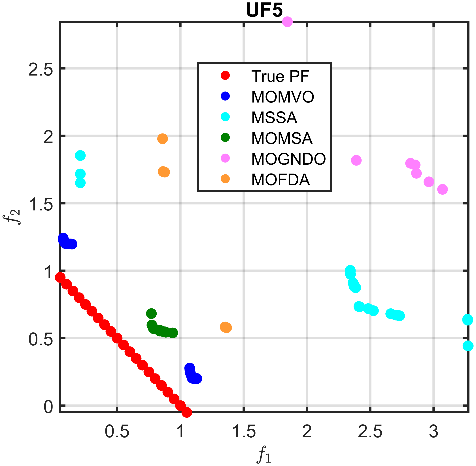 UF5
2.5
2
1.5
1
0.5
0
f₂
True PF
MOMVO
MSSA
MOMSA
MOGNDO
MOFDA
0.5 1 1.5 2 2.5 3
f₁